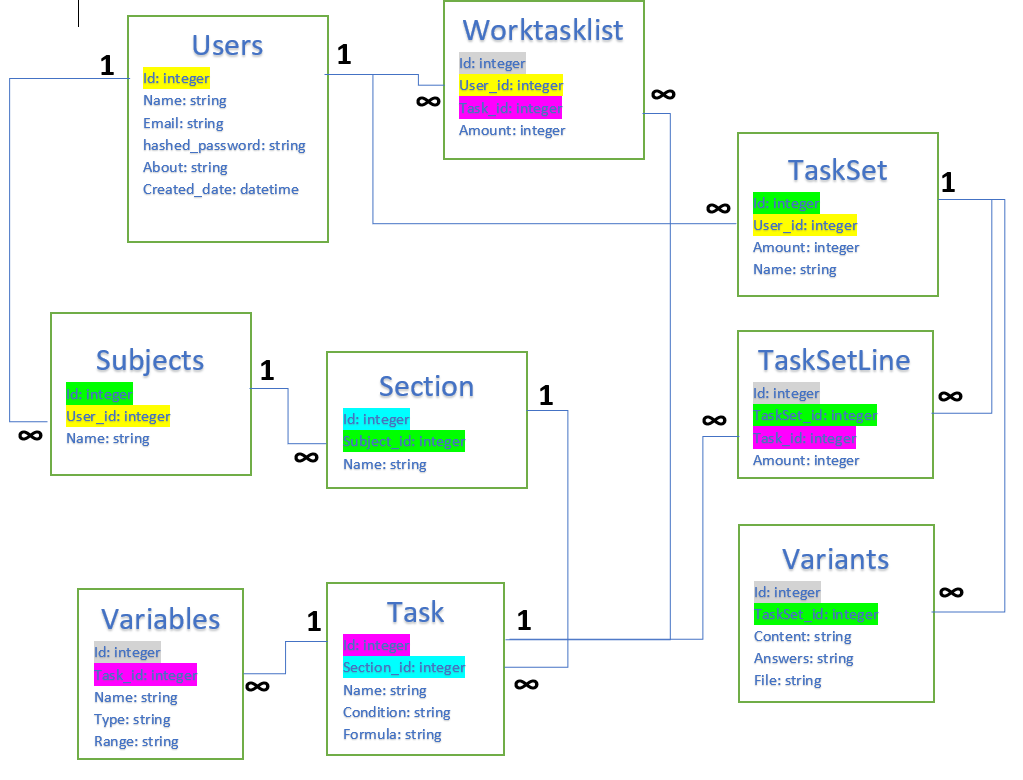 Users
Id: integer
Name: string
Email: string
hashed_password: string
About: string
Created_date: datetime
1
1
Worktasklist
Id: integer
User_id: integer
Task_id: integer
Amount: integer
∞
∞
TaskSet
Id: integer
User_id: integer
Amount: integer
Name: string
1
∞
Subjects
Id: integer
User_id: integer
Name: string
1
∞
Section
Id: integer
Subject_id: integer
Name: string
1
∞
TaskSetLine
Id: integer
TaskSet_id: integer
Task_id: integer
Amount: integer
∞
∞
Variables
Id: integer
Task_id: integer
Name: string
Type: string
Range: string
∞
Task
Id: integer
Section_id: integer
Name: string
Condition: string
Formula: string
1
1
∞
Variants
Id: integer
TaskSet_id: integer
Content: string
Answers: string
File: string
∞